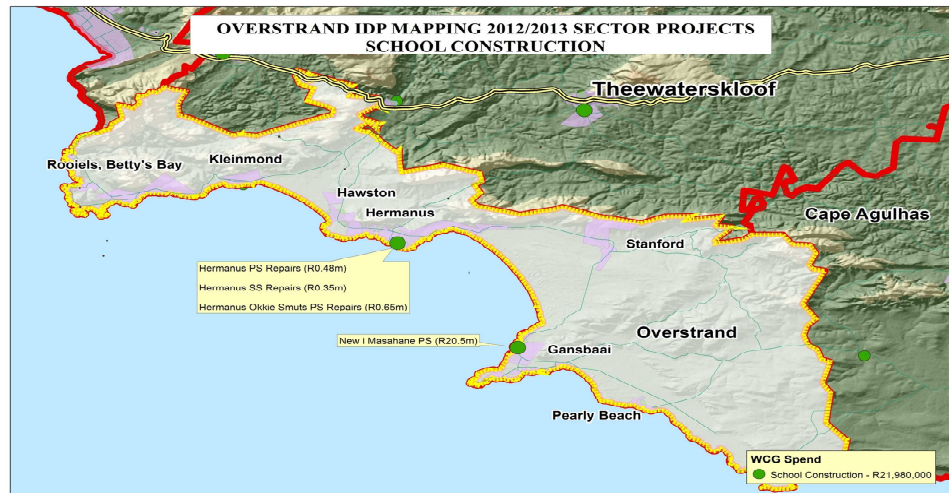 OVERSTRAND IDP MAPPING 2012/2013 SECTOR PROJECTS
SCHOOL CONSTRUCTION
Theewaterskloof
Rooiels, Betty's Bay
Kleinmond
Hawston
Hermanus
Cape Agulhas
Stanford
Hermanus PS Repairs (R0.48m)
Hermanus SS Repairs (R0.35m)
Hermanus Okkie Smuts PS Repairs (R0.65m)
New I Masahane PS (R20.5m)
Gansbaai
Overstrand
Pearly Beach
WCG Spend
School Construction - R21,980,000